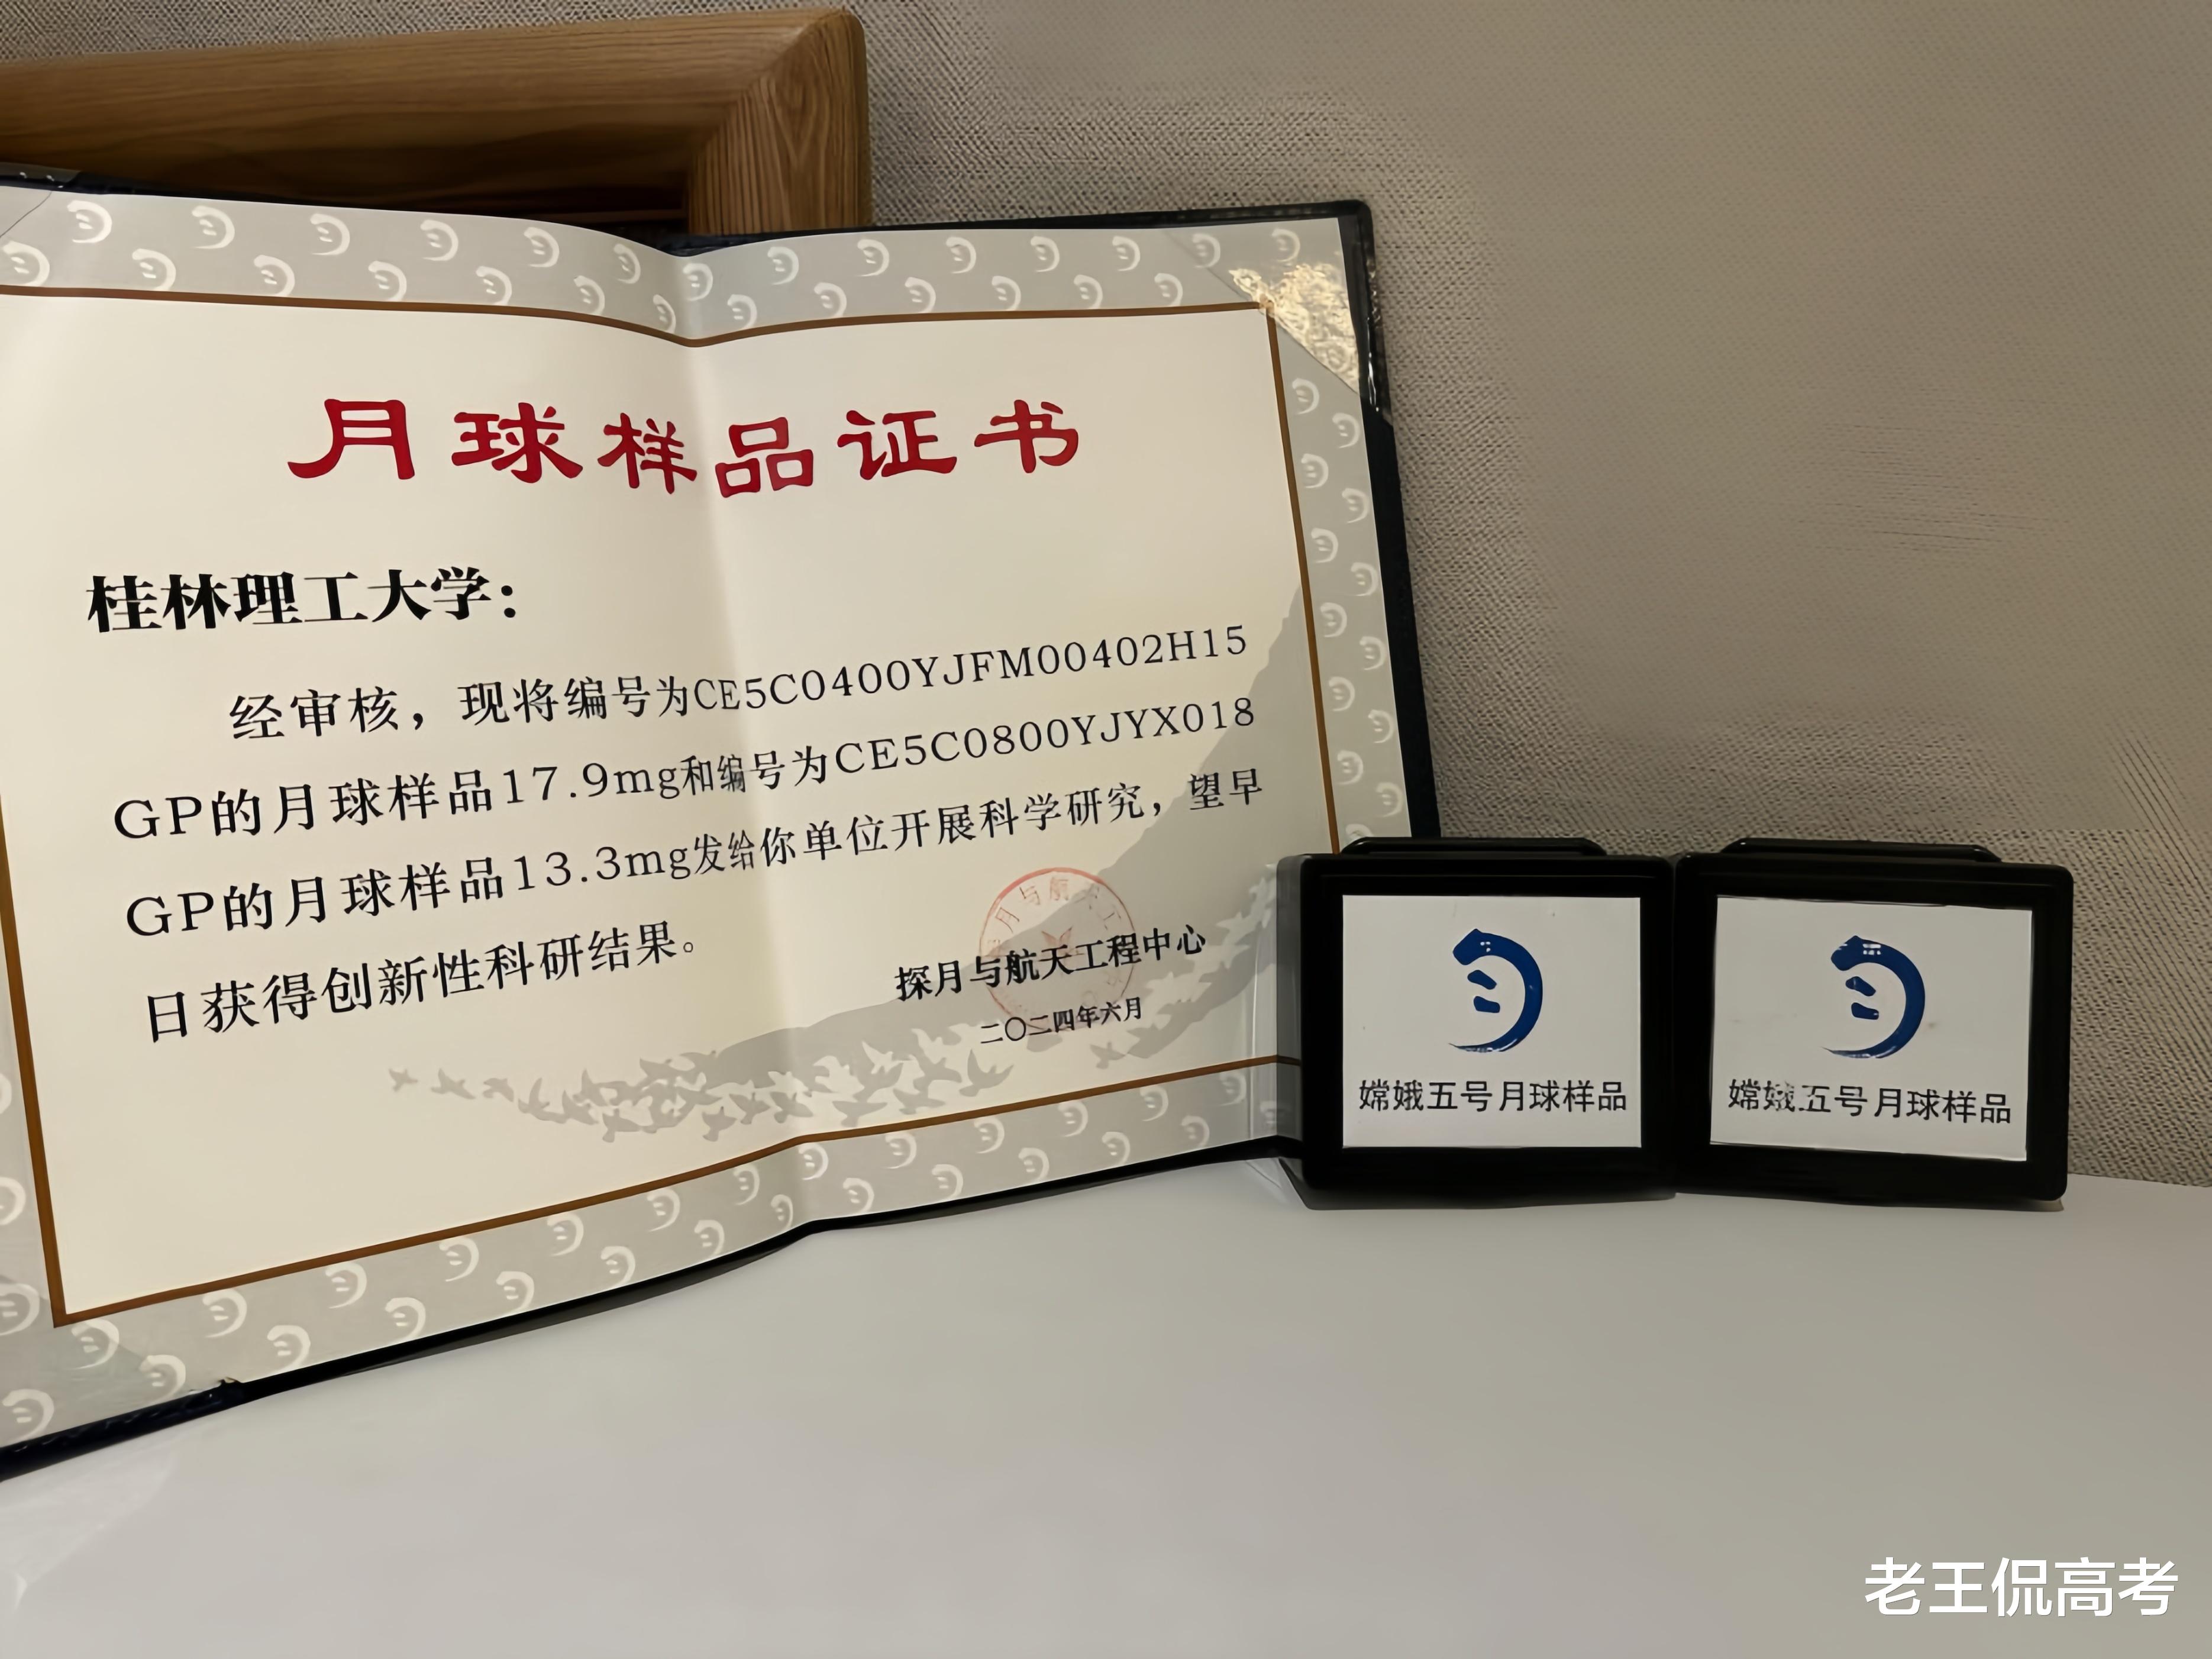 月球样品证书
桂林理工大学：
经审核，现将编号为CE5C0400YJFM00402H15
GP的月球样品17.9mg和编号为CE5C0800YJYX018
GP的月球样品13.3mg发给你单位开展科学研究，望早
日获得创新性科研结果。
探月与航天工程中心
二〇二四年六月
嫦娥五号月球样品
嫦娥五号月球样品
老王侃高考